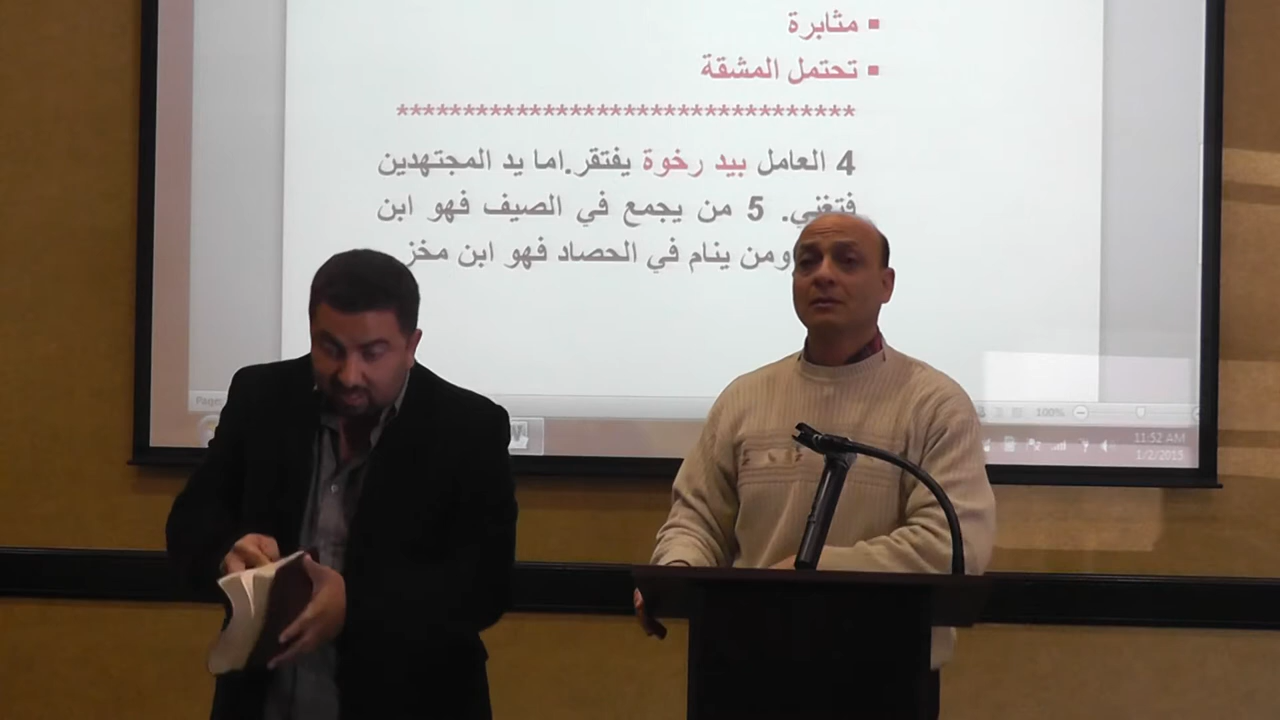 ▪ مثابرة
▪ تحتمل المشقة
*********************************
4 العامل بيد رخوة يفتقر.اما يد المجتهدين
فتغني. 5 من يجمع في الصيف فهو ابن
ومن ينام في الحصاد فهو ابن
Page:
100%
11:52 AM
1/2/2015